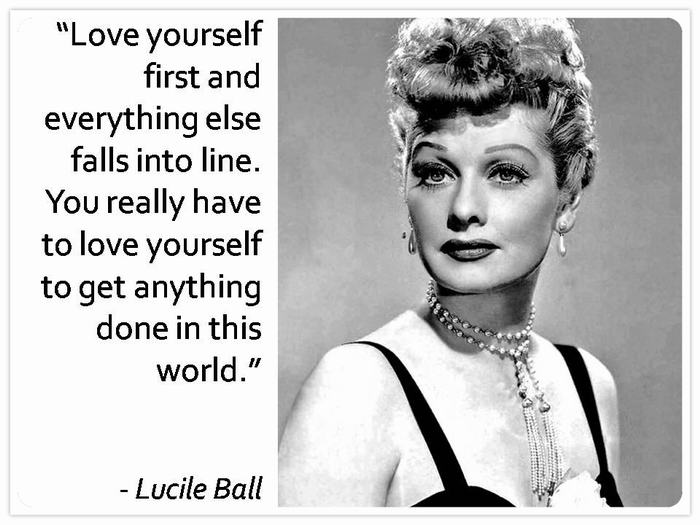 “Love yourself
first and
everything else
falls into line.
You really have
to love yourself
to get anything
done in this
world.”
- Lucile Ball